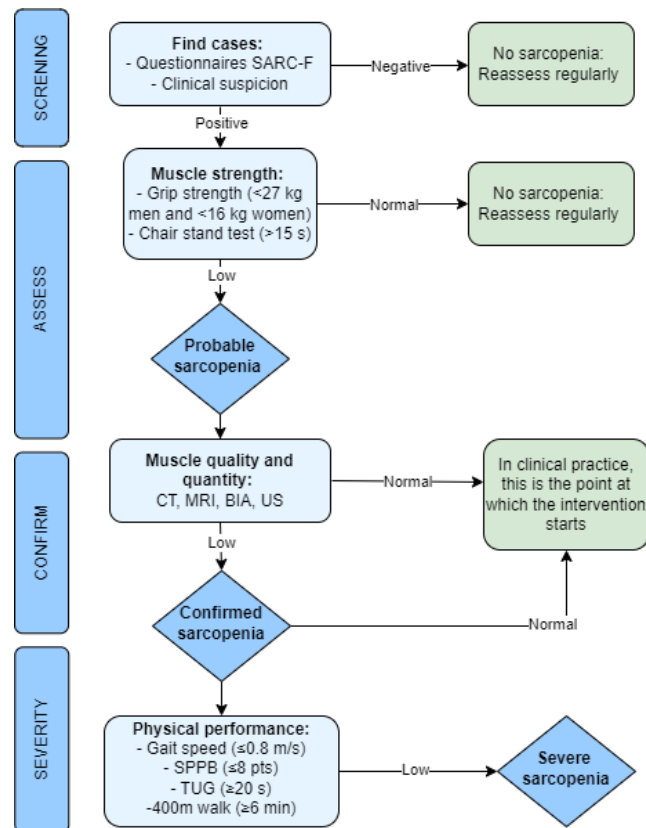 SCREENING
Find cases:
- Questionnaires SARC-F
- Clinical suspicion
Negative
No sarcopenia:
Reassess regularly
Positive
ASSESS
Muscle strength:
- Grip strength (<27 kg
men and <16 kg women)
- Chair stand test (>15 s)
Normal
No sarcopenia:
Reassess regularly
Low
Probable
sarcopenia
CONFIRM
Muscle quality and
quantity:
CT, MRI, BIA, US
Normal
In clinical practice,
this is the point at
which the intervention
starts
Low
Confirmed
sarcopenia
Normal
SEVERITY
Physical performance:
- Gait speed (≤0.8 m/s)
- SPPB (≤8 pts)
- TUG (≥20 s)
-400m walk (≥6 min)
Low
Severe
sarcopenia